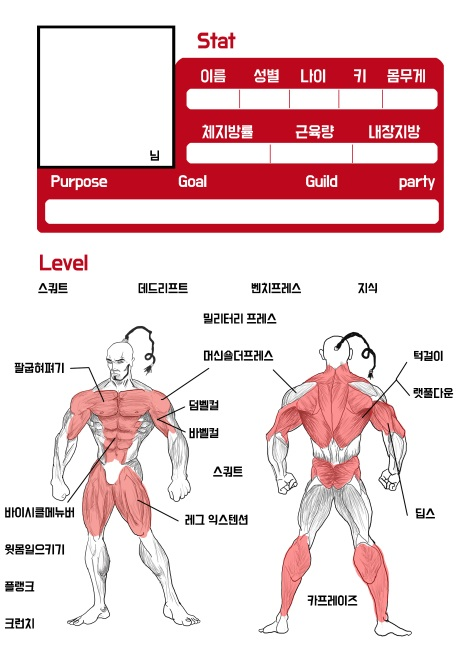 Stat
이름 성별 나이 키 몸무게
체지방률 근육량 내장지방
님
Purpose Goal Guild party
Level
스쿼트 데드리프트 벤치프레스 지식
밀리터리 프레스
팔굽혀펴기 머신숄더프레스 턱걸이
랫풀다운
덤벨컬
바벨컬
스쿼트
바이시클메뉴버 레그 익스텐션 딥스
윗몸일으키기
플랭크
카프레이즈
크런치